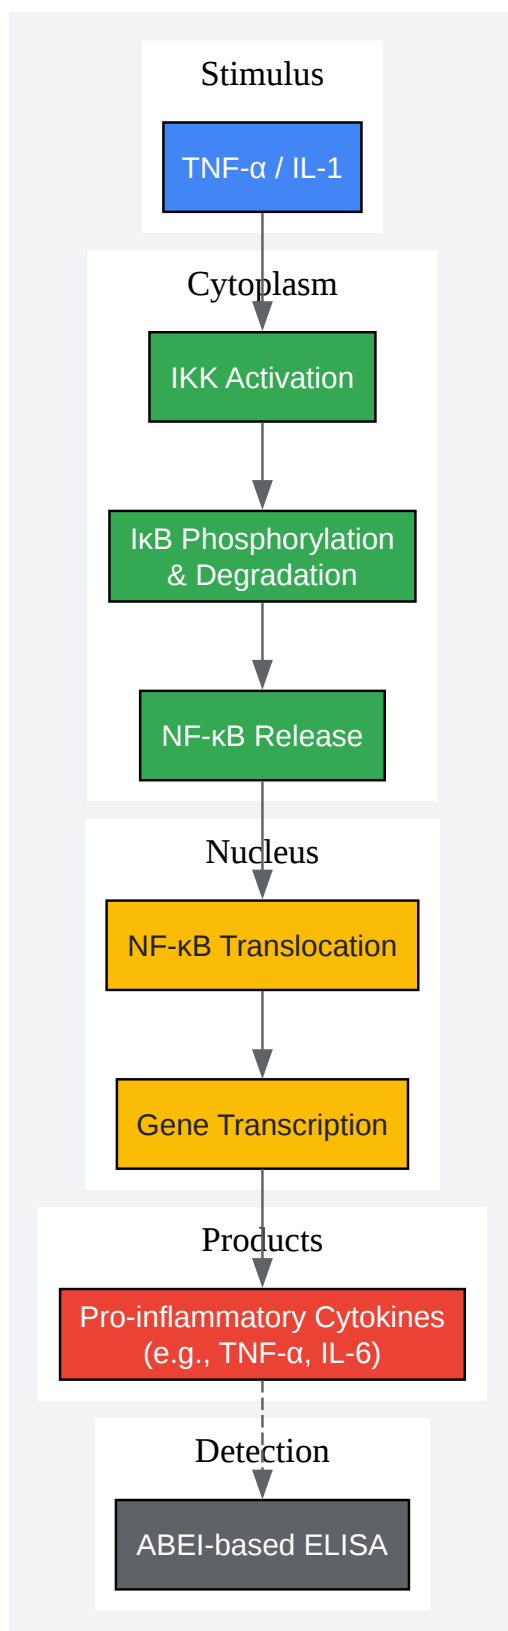 Stimulus
TNF-α / IL-1
Cytoplasm
IKK Activation
IκB Phosphorylation
& Degradation
NF-κB Release
Nucleus
NF-κB Translocation
Gene Transcription
Products
Pro-inflammatory Cytokines
(e.g., TNF-α, IL-6)
Detection
ABEI-based ELISA